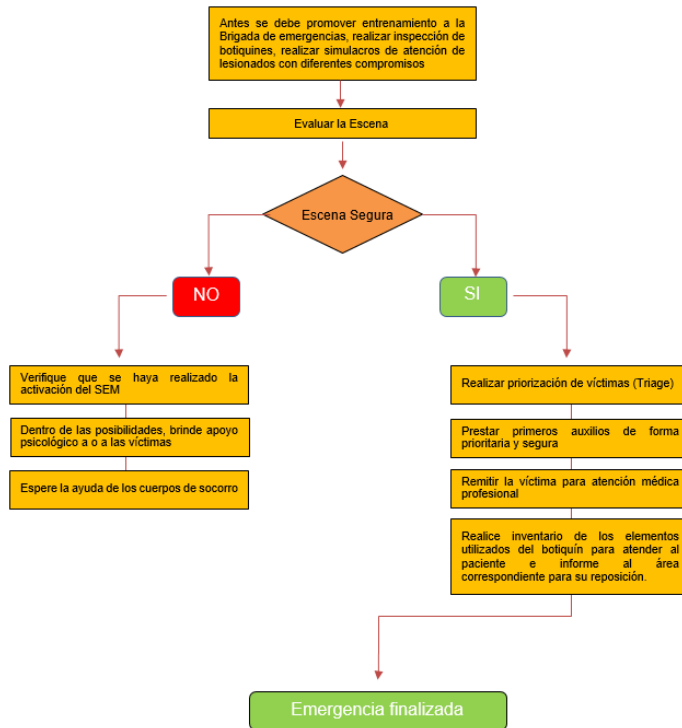 Antes se debe promover entrenamiento a la
Brigada de emergencias, realizar inspección de
botiquines, realizar simulacros de atención de
lesionados con diferentes compromisos
Evaluar la Escena
Escena Segura
NO
SI
Verifique que se haya realizado la
activación del SEM
Dentro de las posibilidades, brinde apoyo
psicológico a o a las víctimas
Espere la ayuda de los cuerpos de socorro
Realizar priorización de víctimas (Triage)
Prestar primeros auxilios de forma
prioritaria y segura
Remitir la víctima para atención médica
profesional
Realice inventario de los elementos
utilizados del botiquín para atender al
paciente e informe al área
correspondiente para su reposición.
Emergencia finalizada